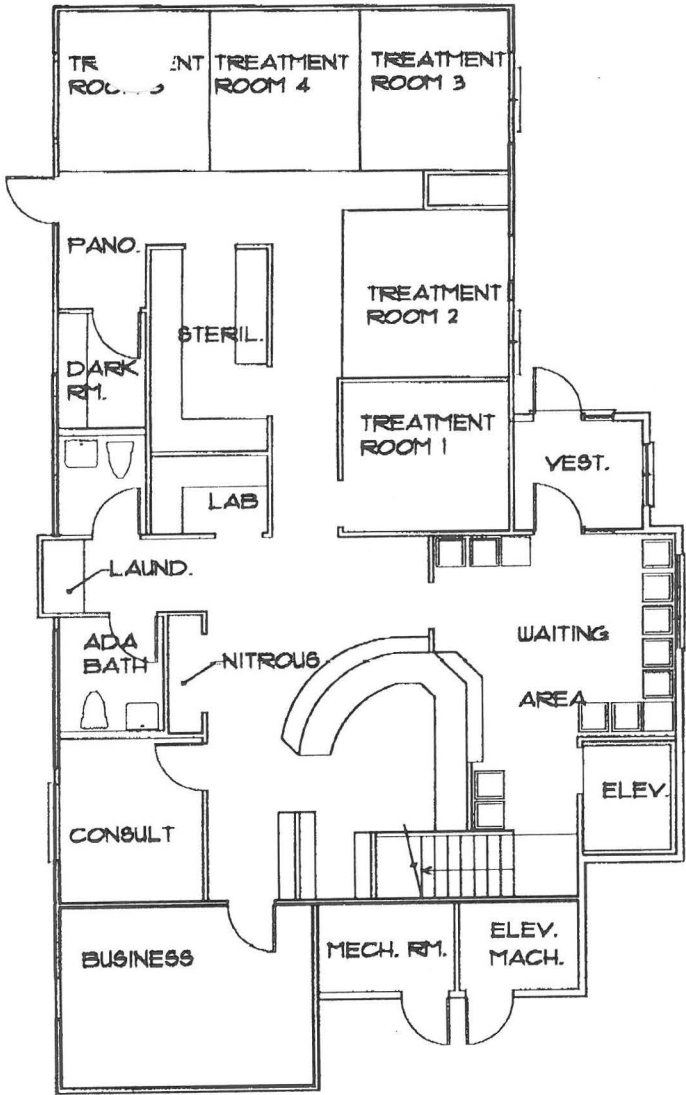 TREATMENT
ROOM 4
TREATMENT
ROOM 3
PANO.
TREATMENT
ROOM 2
STERIL.
DARK
RM.
TREATMENT
ROOM 1
VEST.
LAB
LAUND.
ADA
BATH
NITROUS
WAITING
AREA
ELEV.
CONSULT
BUSINESS
MECH. RM.
ELEV.
MACH.